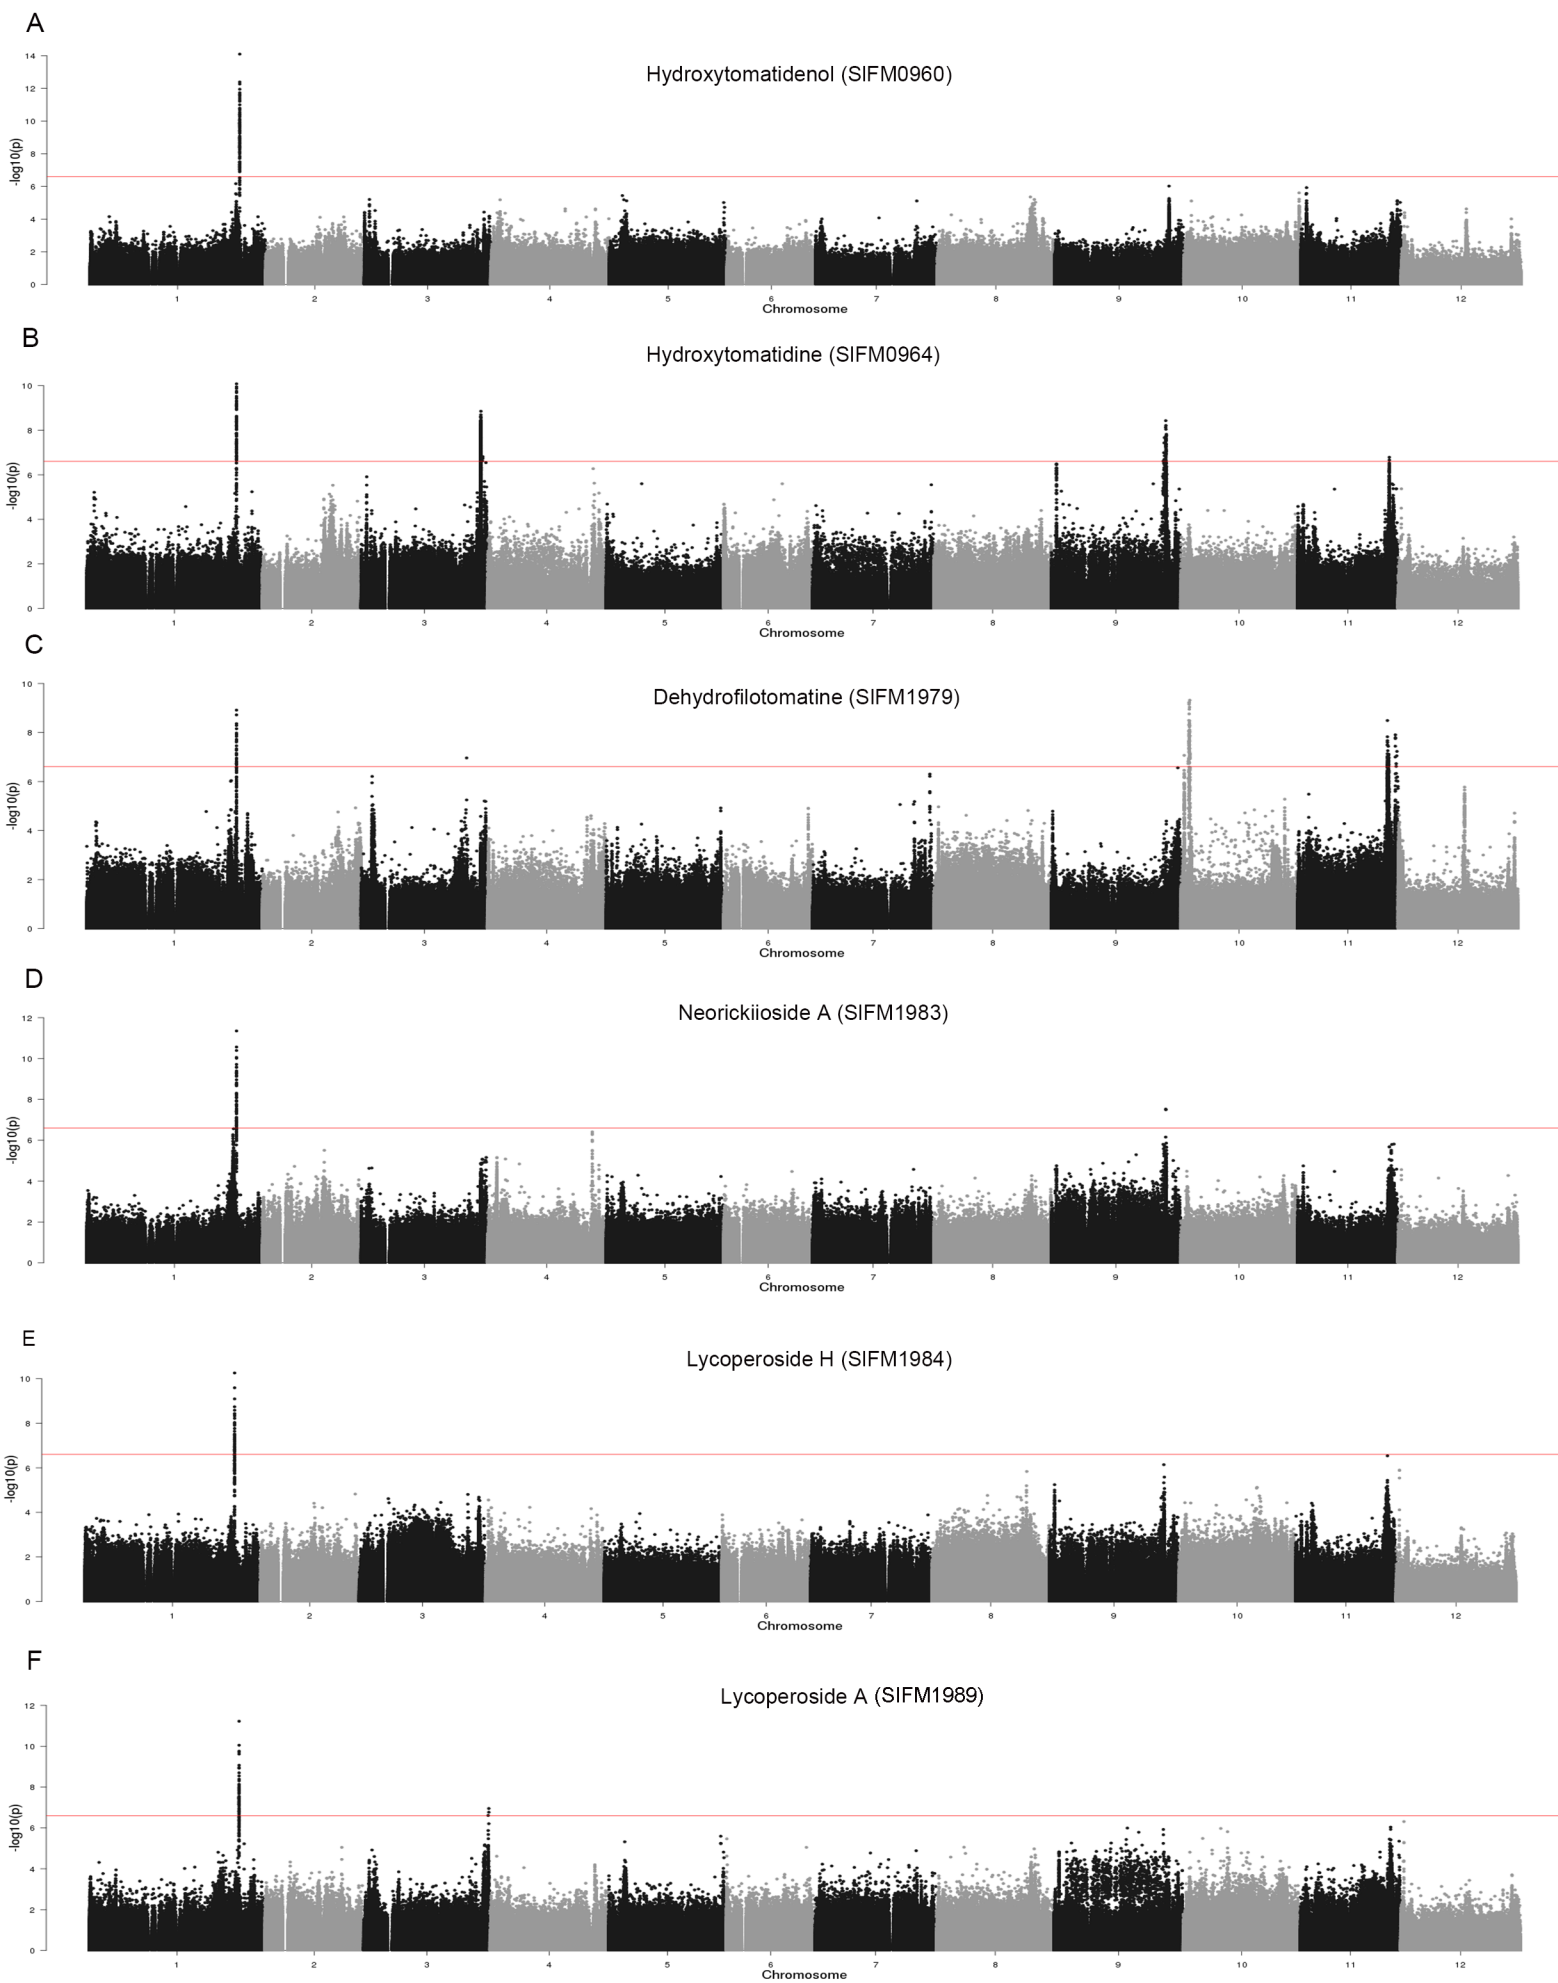 A
Hydroxytomatidenol (SlFM0960)
14
12
10
8
6
4
2
0
-log10(p)
1 2 3 4 5 6 7 8 9 10 11 12
Chromosome
B
Hydroxytomatidine (SlFM0964)
10
8
6
4
2
0
-log10(p)
1 2 3 4 5 6 7 8 9 10 11 12
Chromosome
C
Dehydrofilotomatine (SlFM1979)
10
8
6
4
2
0
-log10(p)
1 2 3 4 5 6 7 8 9 10 11 12
Chromosome
D
Neorickiioside A (SlFM1983)
12
10
8
6
4
2
0
-log10(p)
1 2 3 4 5 6 7 8 9 10 11 12
Chromosome
E
Lycoperoside H (SlFM1984)
10
8
6
4
2
0
-log10(p)
1 2 3 4 5 6 7 8 9 10 11 12
Chromosome
F
Lycoperoside A (SlFM1989)
12
10
8
6
4
2
0
-log10(p)
1 2 3 4 5 6 7 8 9 10 11 12
Chromosome